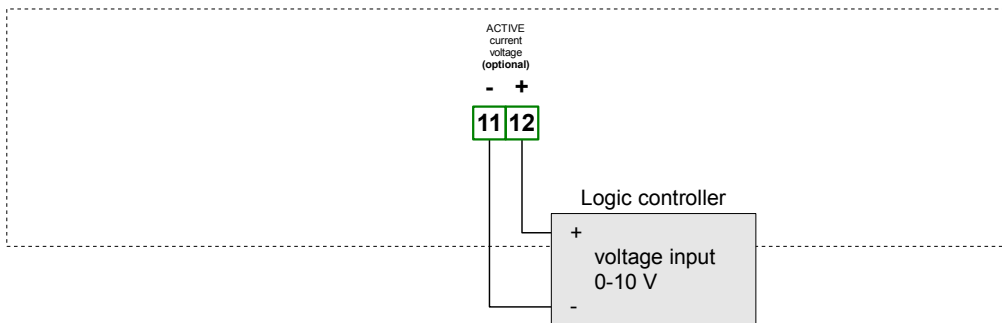 ACTIVE
current
voltage
(optional)
- +
11 12
Logic controller
+
voltage input
0-10 V
-